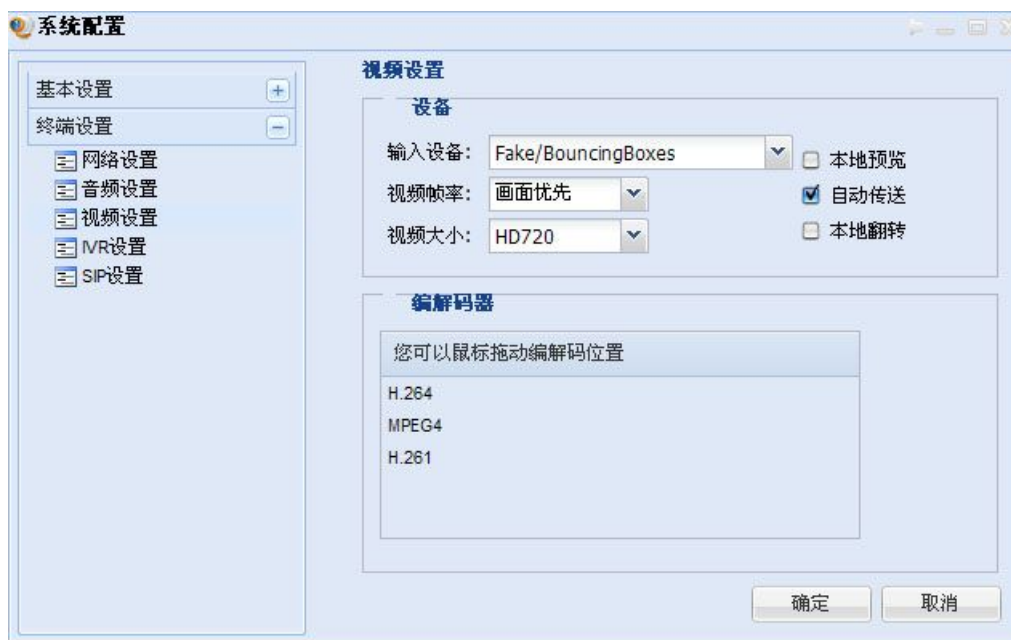 系统配置
基本设置
终端设置
网络设置
音频设置
视频设置
IVR设置
SIP设置
视频设置
设备
输入设备: Fake/BouncingBoxes
本地预览
视频帧率: 画面优先
自动传送
视频大小: HD720
本地翻转
编解码器
您可以鼠标拖动编解码位置
H.264
MPEG4
H.261
确定 取消